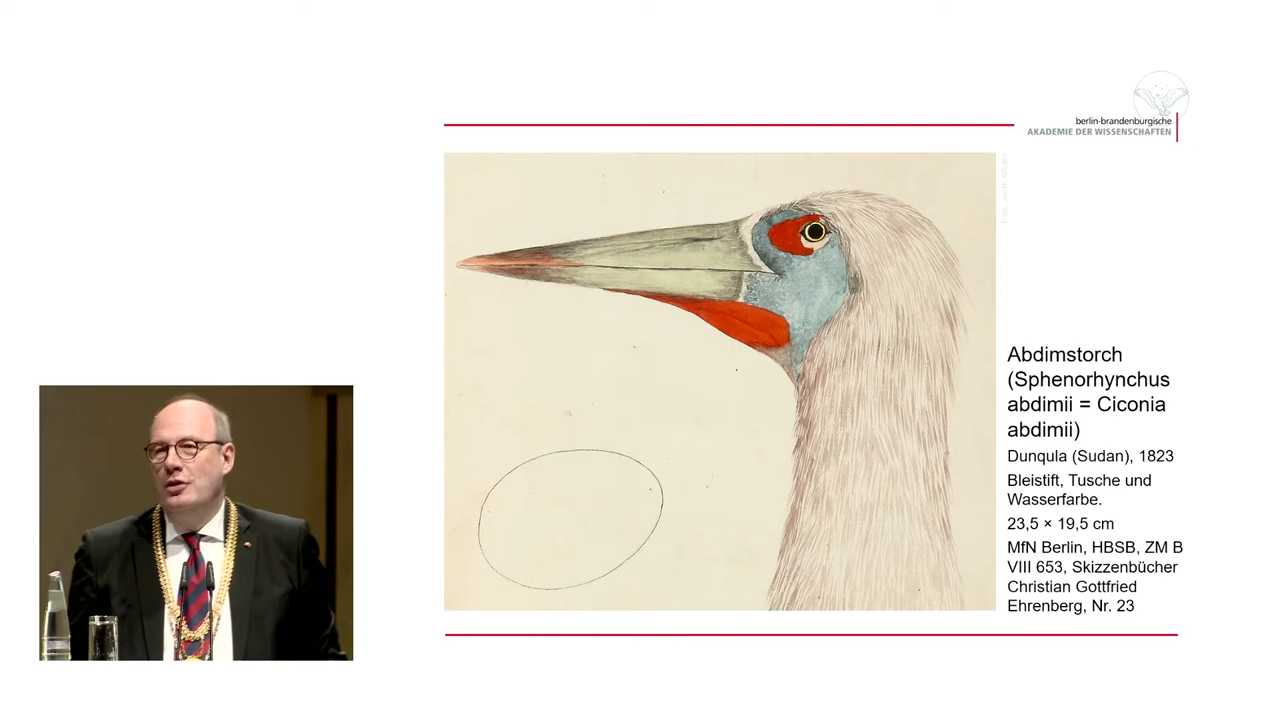 berlin-brandenburgische
AKADEMIE DER WISSENSCHAFTEN
Abdimstorch
(Sphenorhynchus
abdimii = Ciconia
abdimii)
Dunqula (Sudan), 1823
Bleistift, Tusche und
Wasserfarbe.
23,5 × 19,5 cm
MfN Berlin, HBSB, ZM B
VIII 653, Skizzenbücher
Christian Gottfried
Ehrenberg, Nr. 23